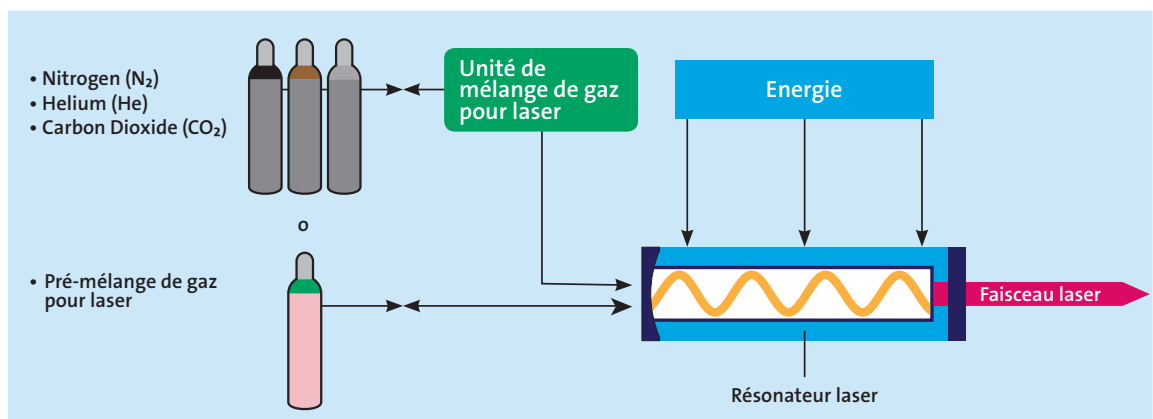 • Nitrogen (N₂)
• Helium (He)
• Carbon Dioxide (CO₂)
Unité de
mélange de gaz
pour laser
Energie
o
• Pré-mélange de gaz
pour laser
Faisceau laser
Résonateur laser